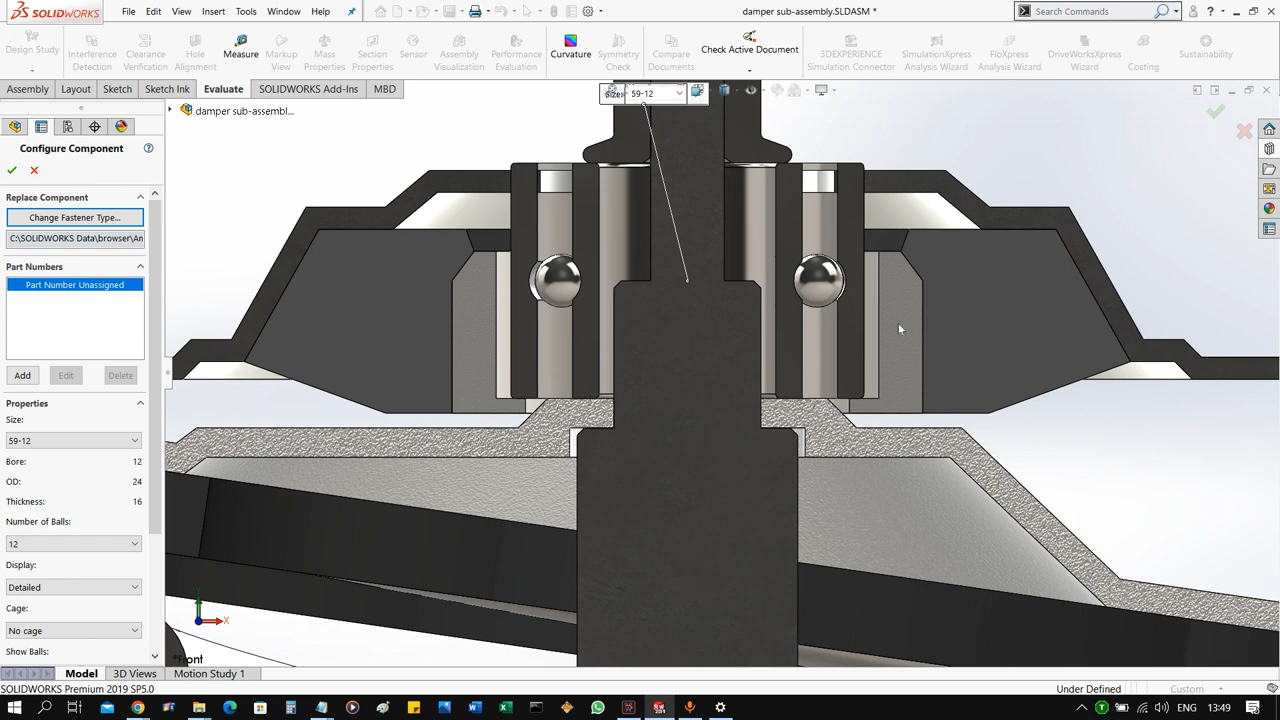 SOLIDWORKS File Edit View Insert Tools Window Help damper sub-assembly.SLDASM * Search Commands
Design Study
Interference Detection
Clearance Verification
Hole Alignment
Measure
Markup View
Mass Properties
Section Properties
Sensor
Assembly Visualization
Performance Evaluation
Curvature
Symmetry Check
Compare Documents
Check Active Document
3DEXPERIENCE Simulation Connector
SimulationXpress Analysis Wizard
FloXpress Analysis Wizard
DriveWorksXpress Wizard
Costing
Sustainability
Assembly Layout Sketch Sketch Ink Evaluate SOLIDWORKS Add-Ins MBD
Size: 59-12
damper sub-assembl...
Configure Component
Replace Component
Change Fastener Type...
C:\SOLIDWORKS Data\browser\An
Part Numbers
Part Number Unassigned
Add Edit Delete
Properties
Size:
59-12
Bore: 12
OD: 24
Thickness: 16
Number of Balls:
12
Display:
Detailed
Cage:
No cage
Show Balls:
Y
X
*Front
Model 3D Views Motion Study 1
SOLIDWORKS Premium 2019 SP5.0 Under Defined Custom
ENG 13:49